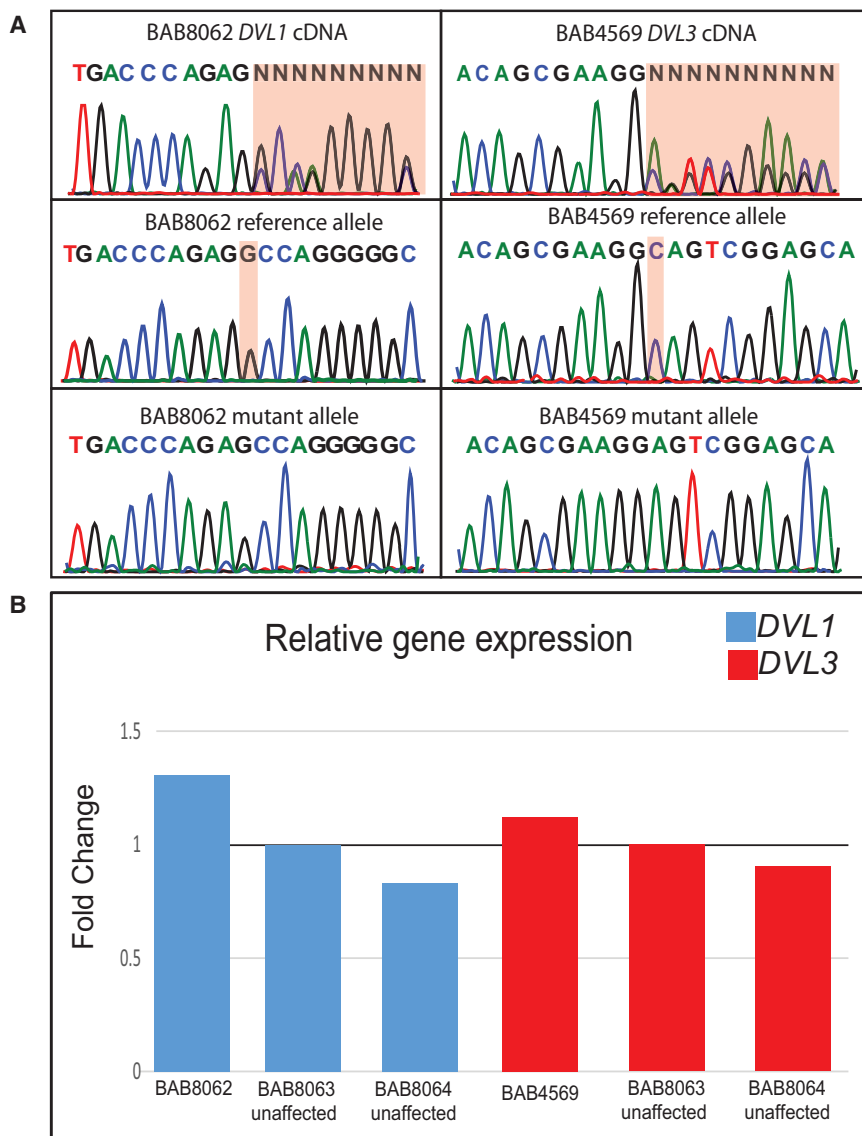 A
BAB8062 DVL1 cDNA
TGACCCAGAGNNNNNNNNN
BAB4569 DVL3 cDNA
ACAGCGAAGGNNNNNNNNNN
BAB8062 reference allele
TGACCCAGAGGCCAGGGGGC
BAB4569 reference allele
ACAGCGAAGGCAGTCGGAGCA
BAB8062 mutant allele
TGACCCAGAGCCAGGGGGC
BAB4569 mutant allele
ACAGCGAAGGAGTCGGAGCA
B
Relative gene expression
DVL1
DVL3
Fold Change
1.5
1
0.5
0
BAB8062
BAB8063
unaffected
BAB8064
unaffected
BAB4569
BAB8063
unaffected
BAB8064
unaffected